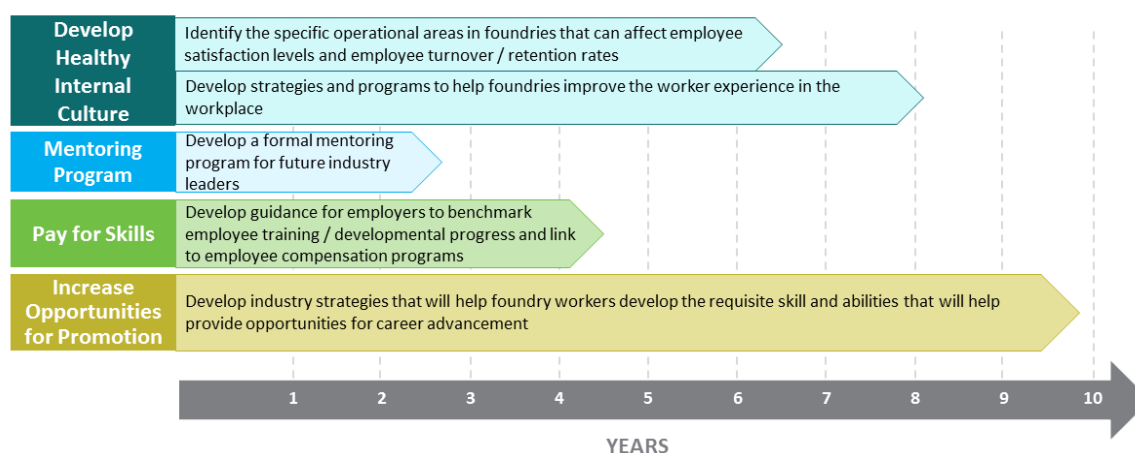 Develop
Healthy
Internal
Culture
Identify the specific operational areas in foundries that can affect employee
satisfaction levels and employee turnover / retention rates
Develop strategies and programs to help foundries improve the worker experience in the
workplace
Mentoring
Program
Develop a formal mentoring
program for future industry
leaders
Pay for Skills
Develop guidance for employers to benchmark
employee training / developmental progress and link
to employee compensation programs
Increase
Opportunities
for Promotion
Develop industry strategies that will help foundry workers develop the requisite skill and abilities that will help
provide opportunities for career advancement
1 2 3 4 5 6 7 8 9 10
YEARS